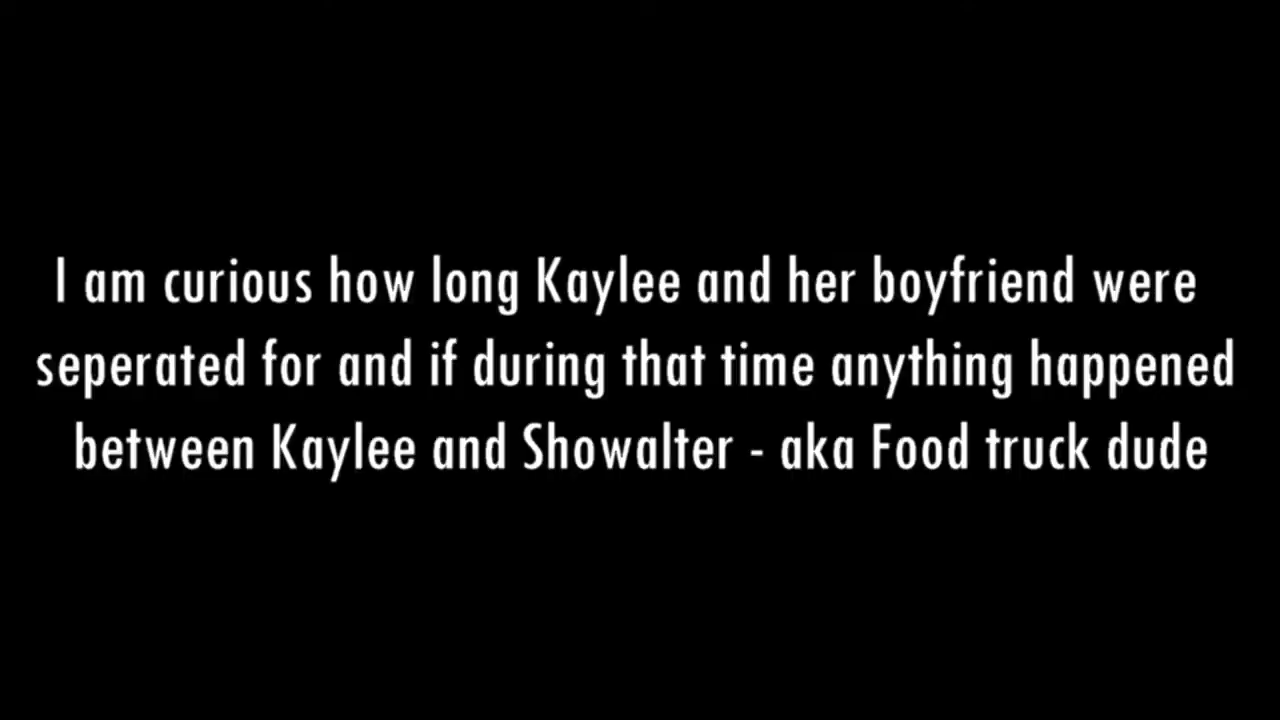 I am curious how long Kaylee and her boyfriend were
seperated for and if during that time anything happened
between Kaylee and Showalter - aka Food truck dude